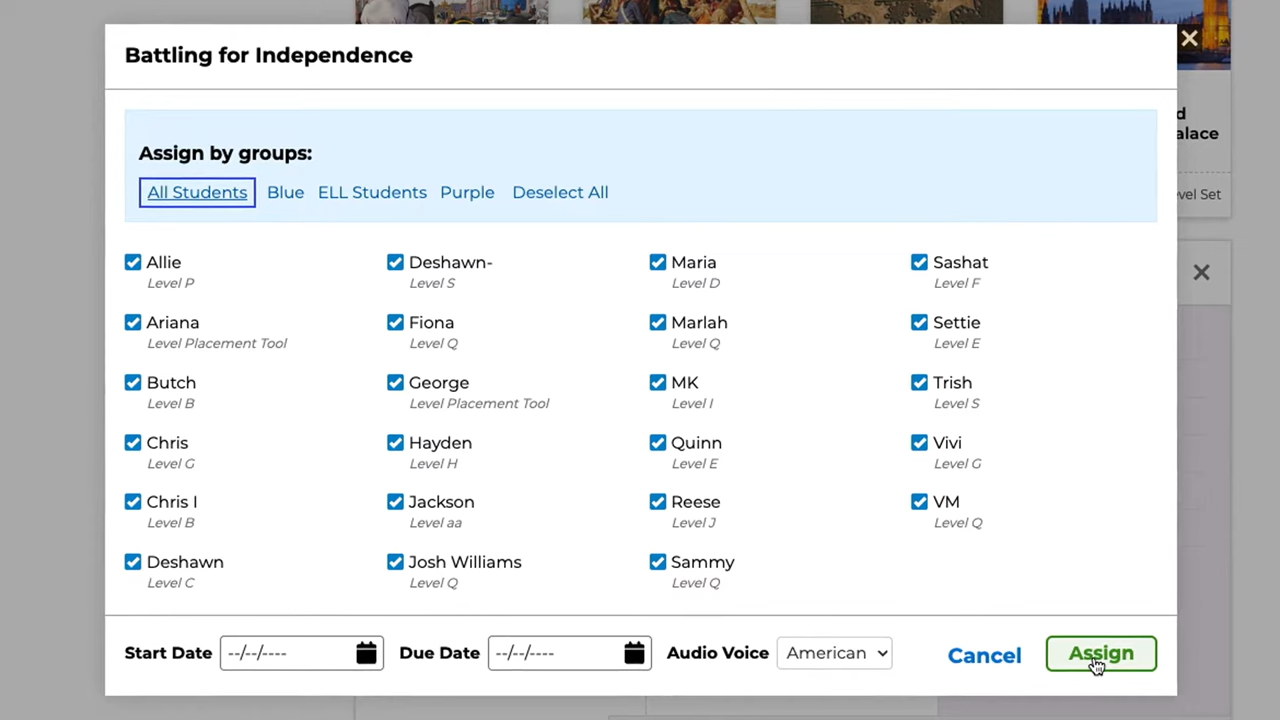 Battling for Independence
d
alace
vel Set
Assign by groups:
All Students Blue ELL Students Purple Deselect All
Allie Deshawn- Maria Sashat
Level P Level S Level D Level F
Ariana Fiona Marlah Settie
Level Placement Tool Level Q Level Q Level E
Butch George MK Trish
Level B Level Placement Tool Level I Level S
Chris Hayden Quinn Vivi
Level G Level H Level E Level G
Chris I Jackson Reese VM
Level B Level aa Level J Level Q
Deshawn Josh Williams Sammy
Level C Level Q Level Q
Start Date --/--/---- Due Date --/--/---- Audio Voice American Cancel Assign